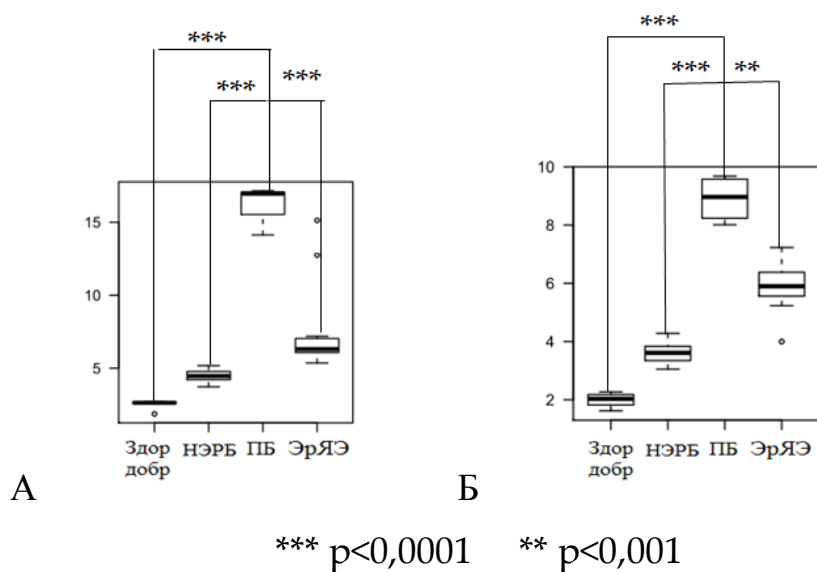 ***
*** ***
15
10
5
Здор добр НЭРБ ПБ ЭрЯЭ
А
***
*** **
10
8
6
4
2
Здор добр НЭРБ ПБ ЭрЯЭ
Б
*** p<0,0001 ** p<0,001